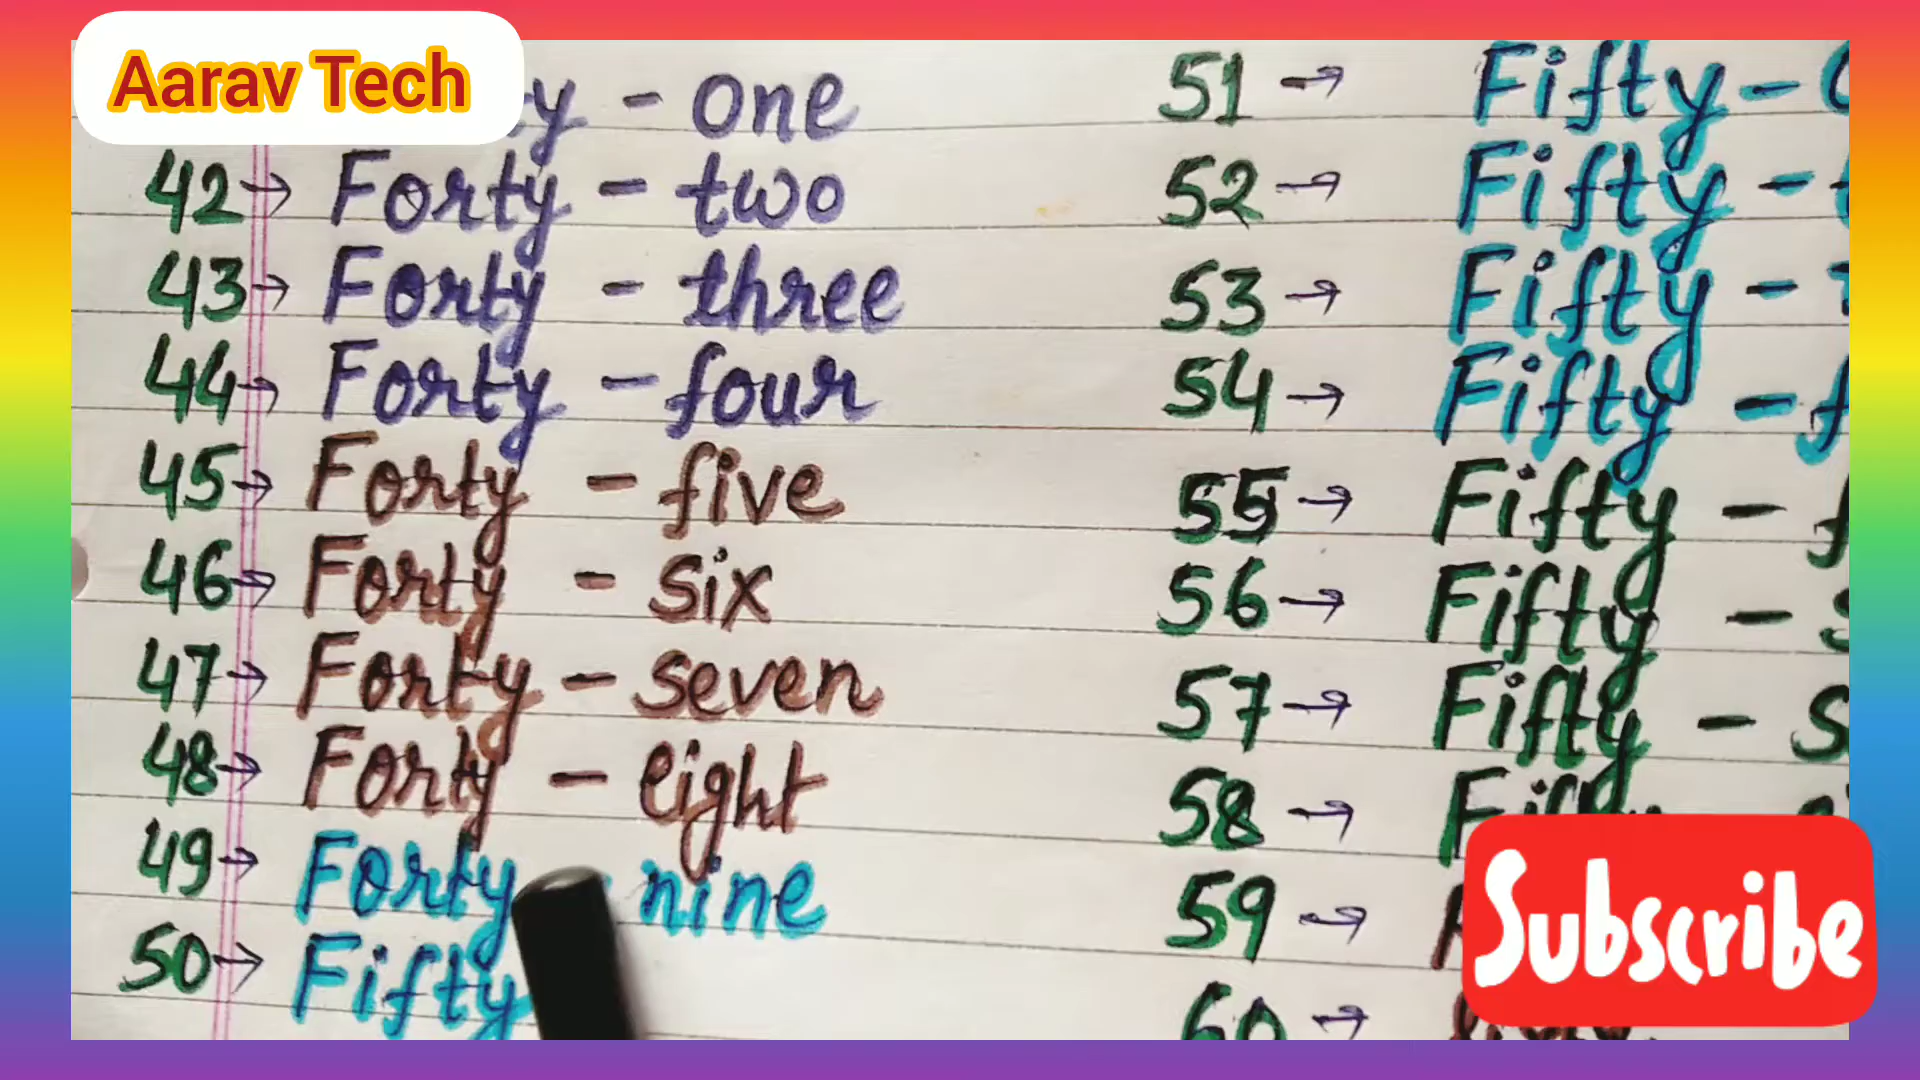 Aarav Tech
y - one
42 → Forty - two
43 → Forty - three
44 → Forty - four
45 → Forty - five
46 → Forty - six
47 → Forty - seven
48 → Forty - eight
49 → Forty - nine
50 → Fifty
51 → Fifty -
52 → Fifty -
53 → Fifty -
54 → Fifty - f
55 → Fifty - f
56 → Fifty - s
57 → Fifty - s
58 →
59 →
60 →
Subscribe